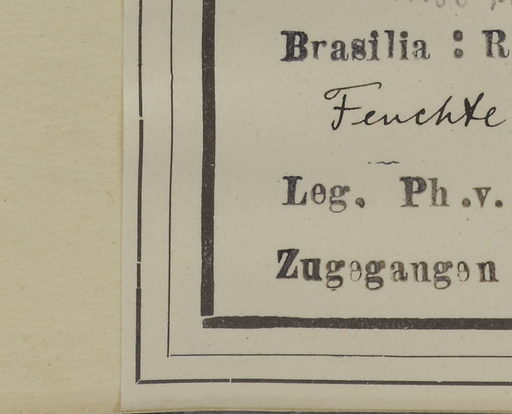 Brasilia : R
Feuchte
Leg. Ph.v.
Zugegangen